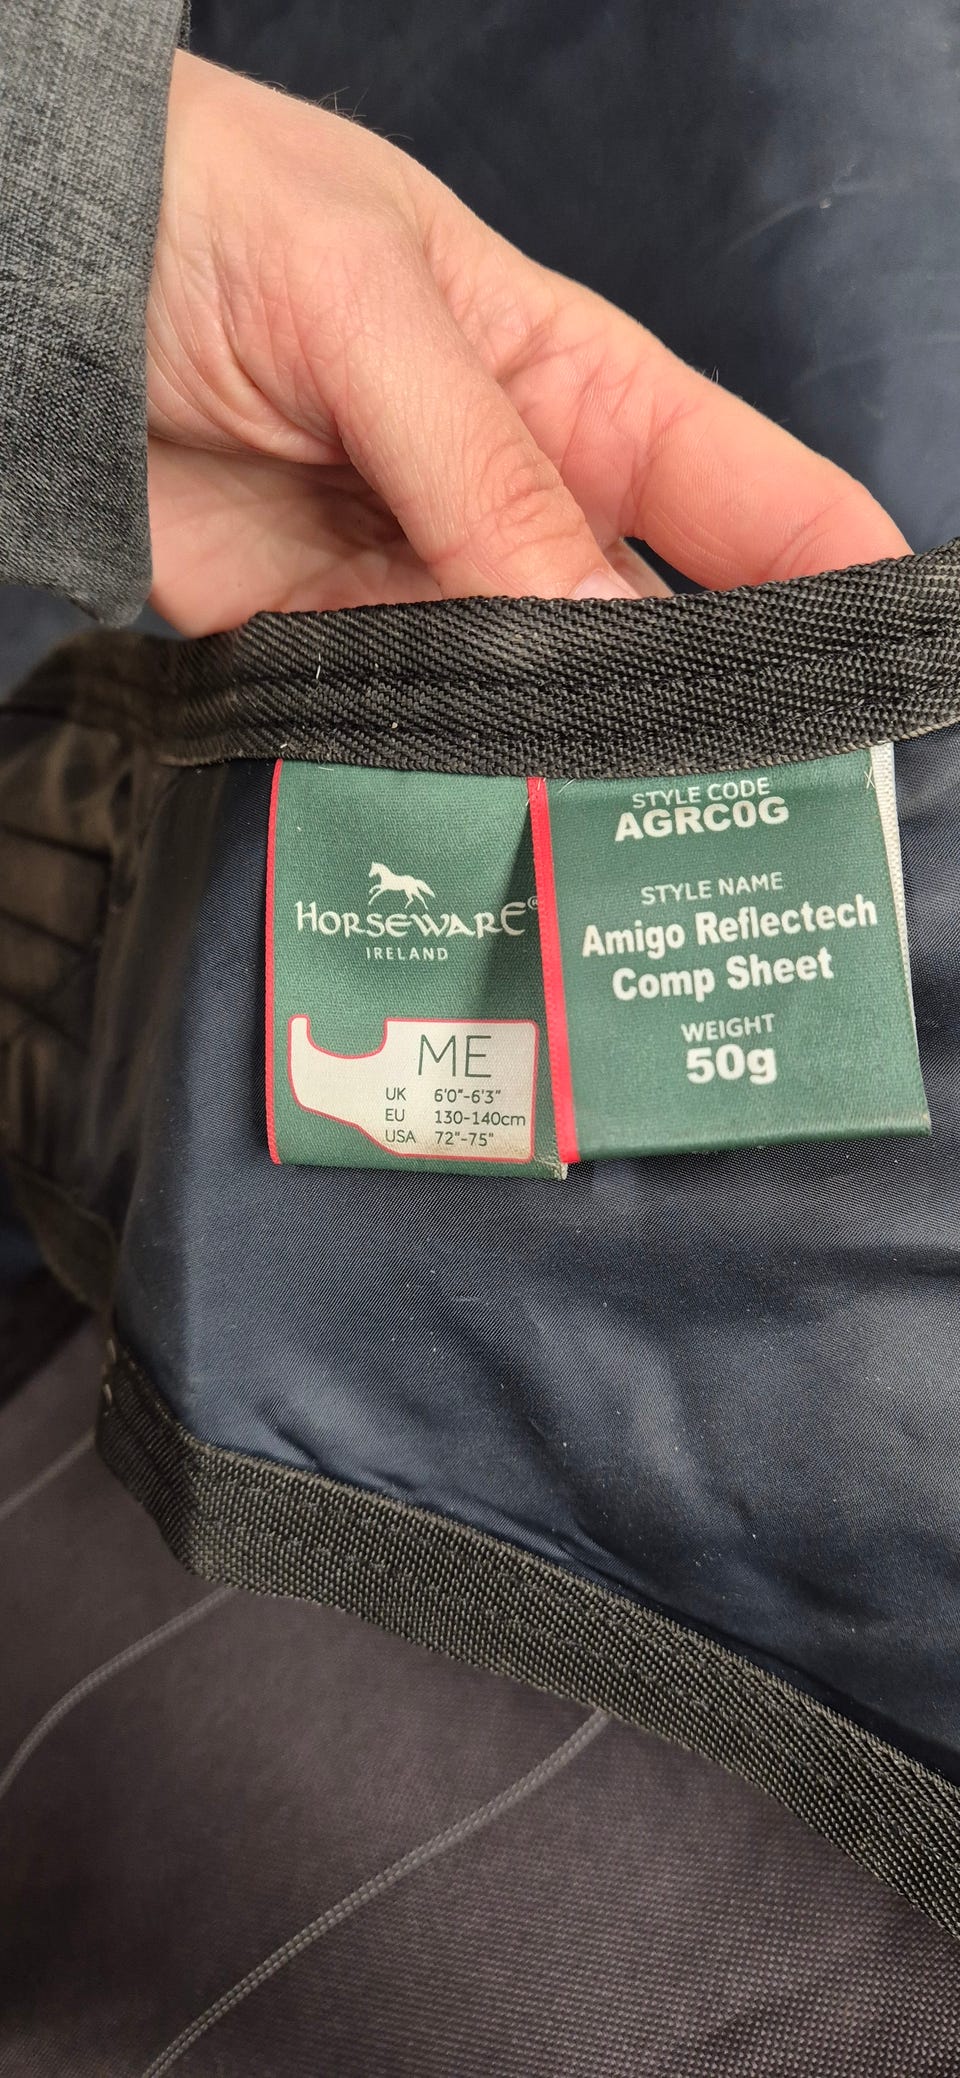 HORSEWARE®
IRELAND
ME
UK 6'0"-6'3"
EU 130-140cm
USA 72"-75"
STYLE CODE
AGRC0G
STYLE NAME
Amigo Reflectech
Comp Sheet
WEIGHT
50g